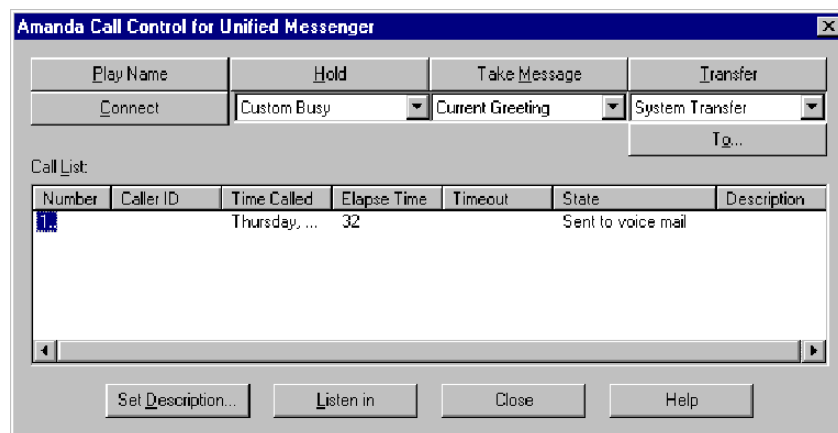 Amanda Call Control for Unified Messenger
Play Name Hold Take Message Transfer
Connect Custom Busy Current Greeting System Transfer
To...
Call List:
Number Caller ID Time Called Elapse Time Timeout State Description
1.. Thursday, ... 32 Sent to voice mail
Set Description... Listen in Close Help